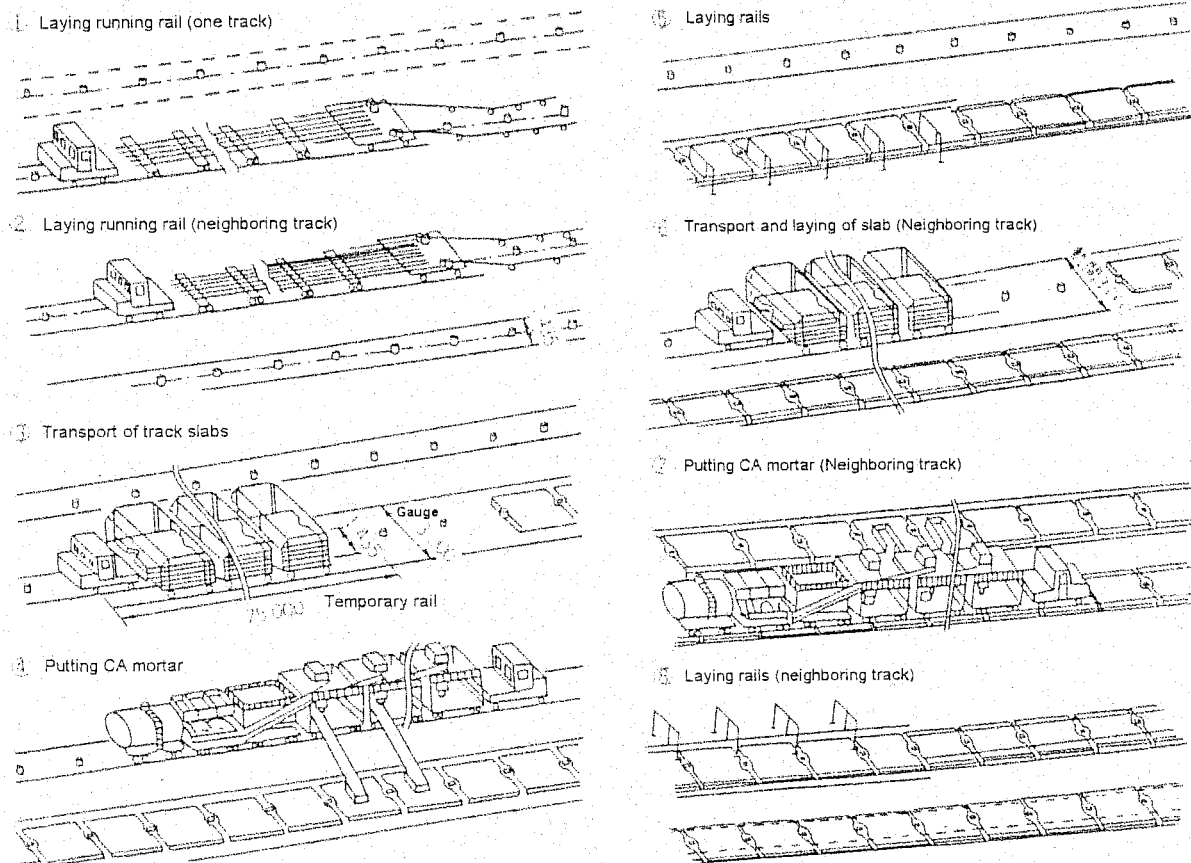 1 Laying running rail (one track)
2 Laying running rail (neighboring track)
3 Transport of track slabs
Gauge
75 000
Temporary rail
4 Putting CA mortar
5 Laying rails
Transport and laying of slab (Neighboring track)
7 Putting CA mortar (Neighboring track)
Laying rails (neighboring track)